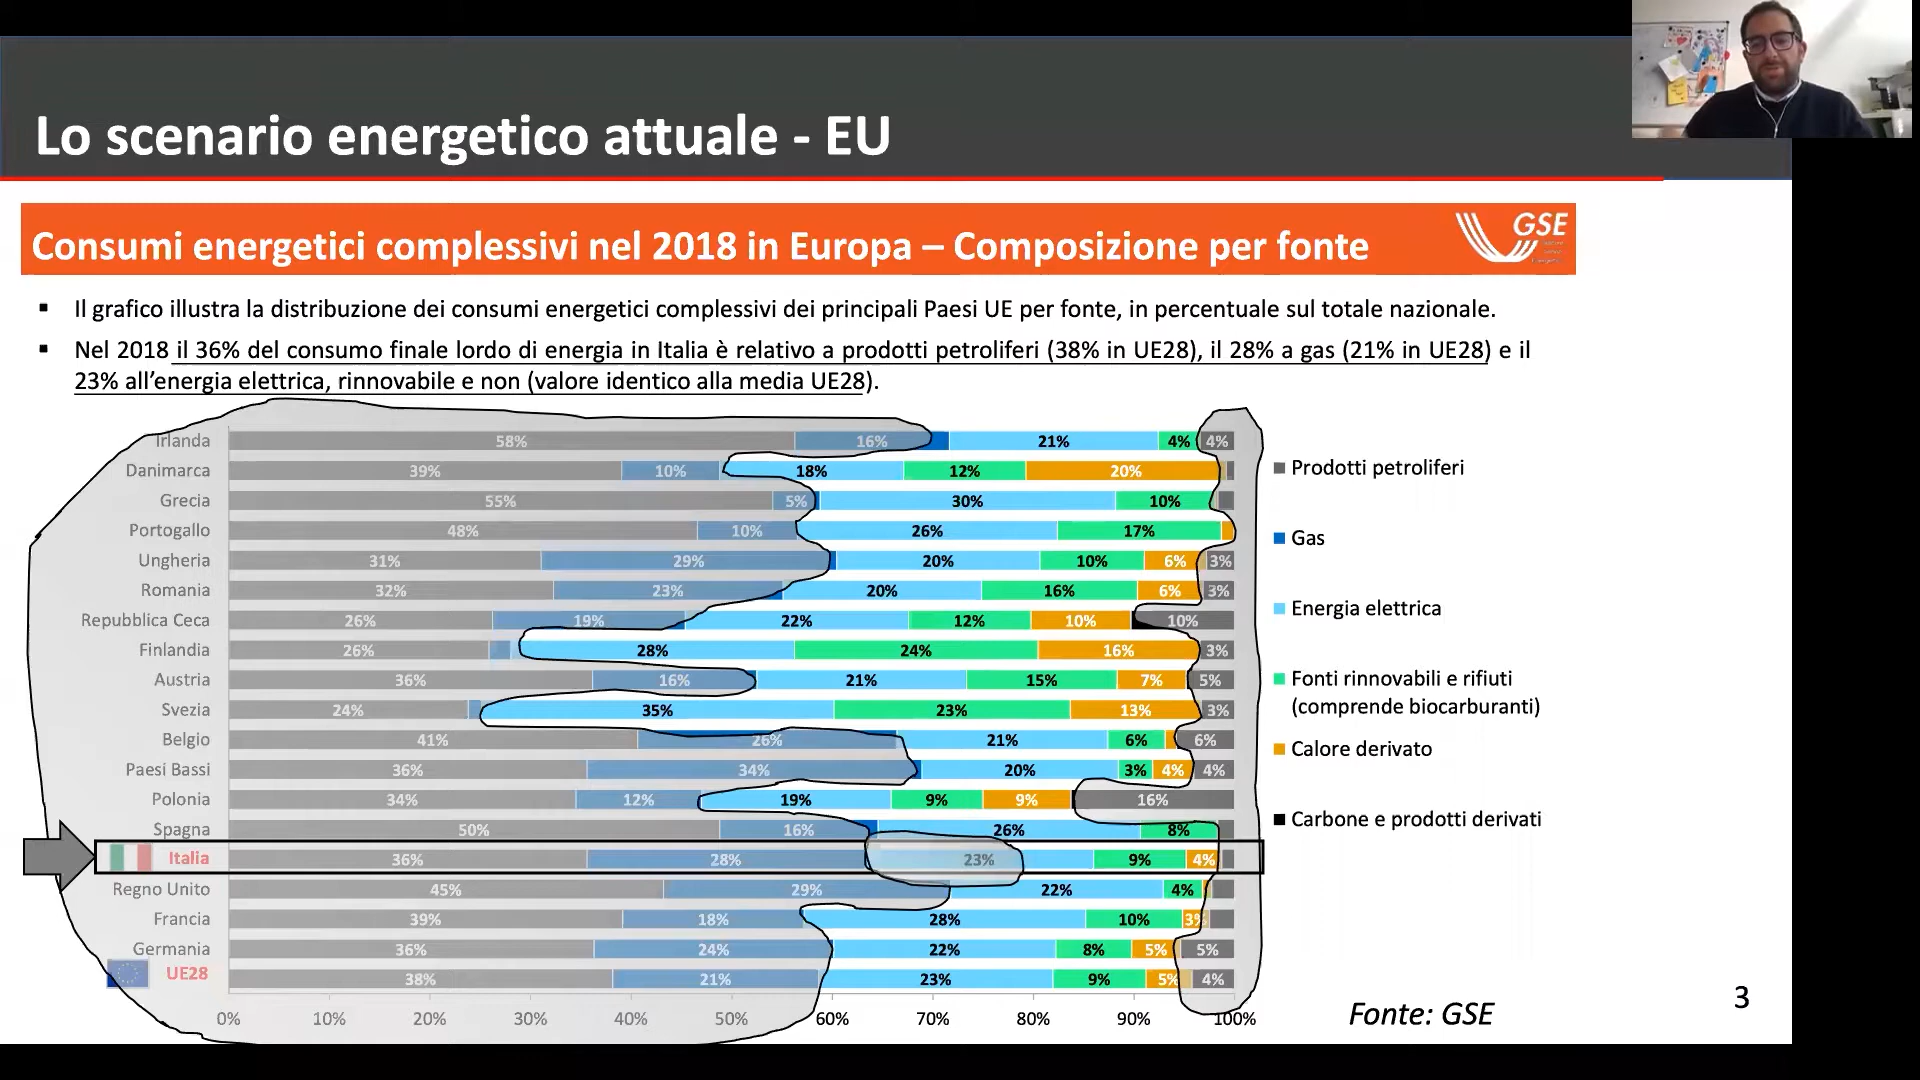 Lo scenario energetico attuale - EU
Consumi energetici complessivi nel 2018 in Europa – Composizione per fonte
GSE
▪ Il grafico illustra la distribuzione dei consumi energetici complessivi dei principali Paesi UE per fonte, in percentuale sul totale nazionale.
▪ Nel 2018 il 36% del consumo finale lordo di energia in Italia è relativo a prodotti petroliferi (38% in UE28), il 28% a gas (21% in UE28) e il
23% all’energia elettrica, rinnovabile e non (valore identico alla media UE28).
Irlanda 58% 16% 21% 4% 4%
Danimarca 39% 10% 18% 12% 20%
Grecia 55% 5% 30% 10%
Portogallo 48% 10% 26% 17%
Ungheria 31% 29% 20% 10% 6% 3%
Romania 32% 23% 20% 16% 6% 3%
Repubblica Ceca 26% 19% 22% 12% 10% 10%
Finlandia 26% 28% 24% 16% 3%
Austria 36% 16% 21% 15% 7% 5%
Svezia 24% 35% 23% 13% 3%
Belgio 41% 26% 21% 6% 6%
Paesi Bassi 36% 34% 20% 3% 4% 4%
Polonia 34% 12% 19% 9% 9% 16%
Spagna 50% 16% 26% 8%
Italia 36% 28% 23% 9% 4%
Regno Unito 45% 29% 22% 4%
Francia 39% 18% 28% 10% 3%
Germania 36% 24% 22% 8% 5% 5%
UE28 38% 21% 23% 9% 5% 4%
0% 10% 20% 30% 40% 50% 60% 70% 80% 90% 100%
Prodotti petroliferi
Gas
Energia elettrica
Fonti rinnovabili e rifiuti
(comprende biocarburanti)
Calore derivato
Carbone e prodotti derivati
Fonte: GSE
3